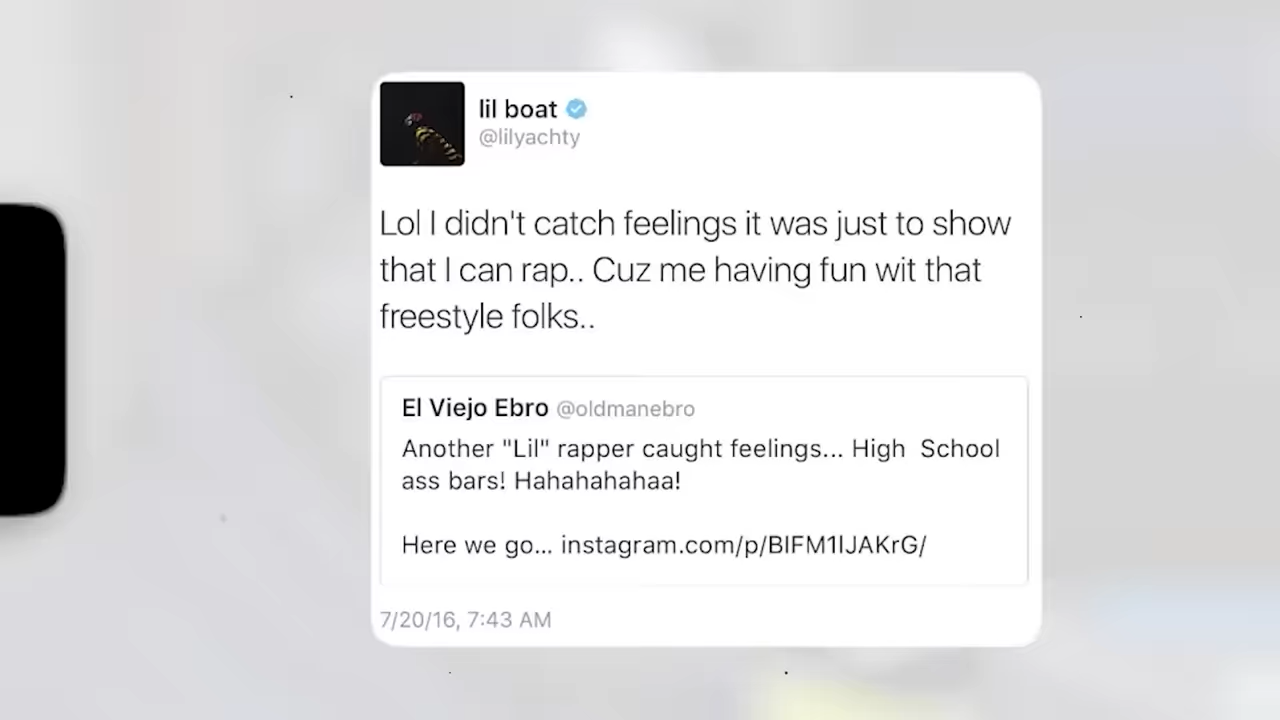 lil boat
@lilyachty
Lol I didn't catch feelings it was just to show
that I can rap.. Cuz me having fun wit that
freestyle folks..
El Viejo Ebro @oldmanebro
Another "Lil" rapper caught feelings... High School
ass bars! Hahahahahaa!
Here we go... instagram.com/p/BIFM1lJAKrG/
7/20/16, 7:43 AM